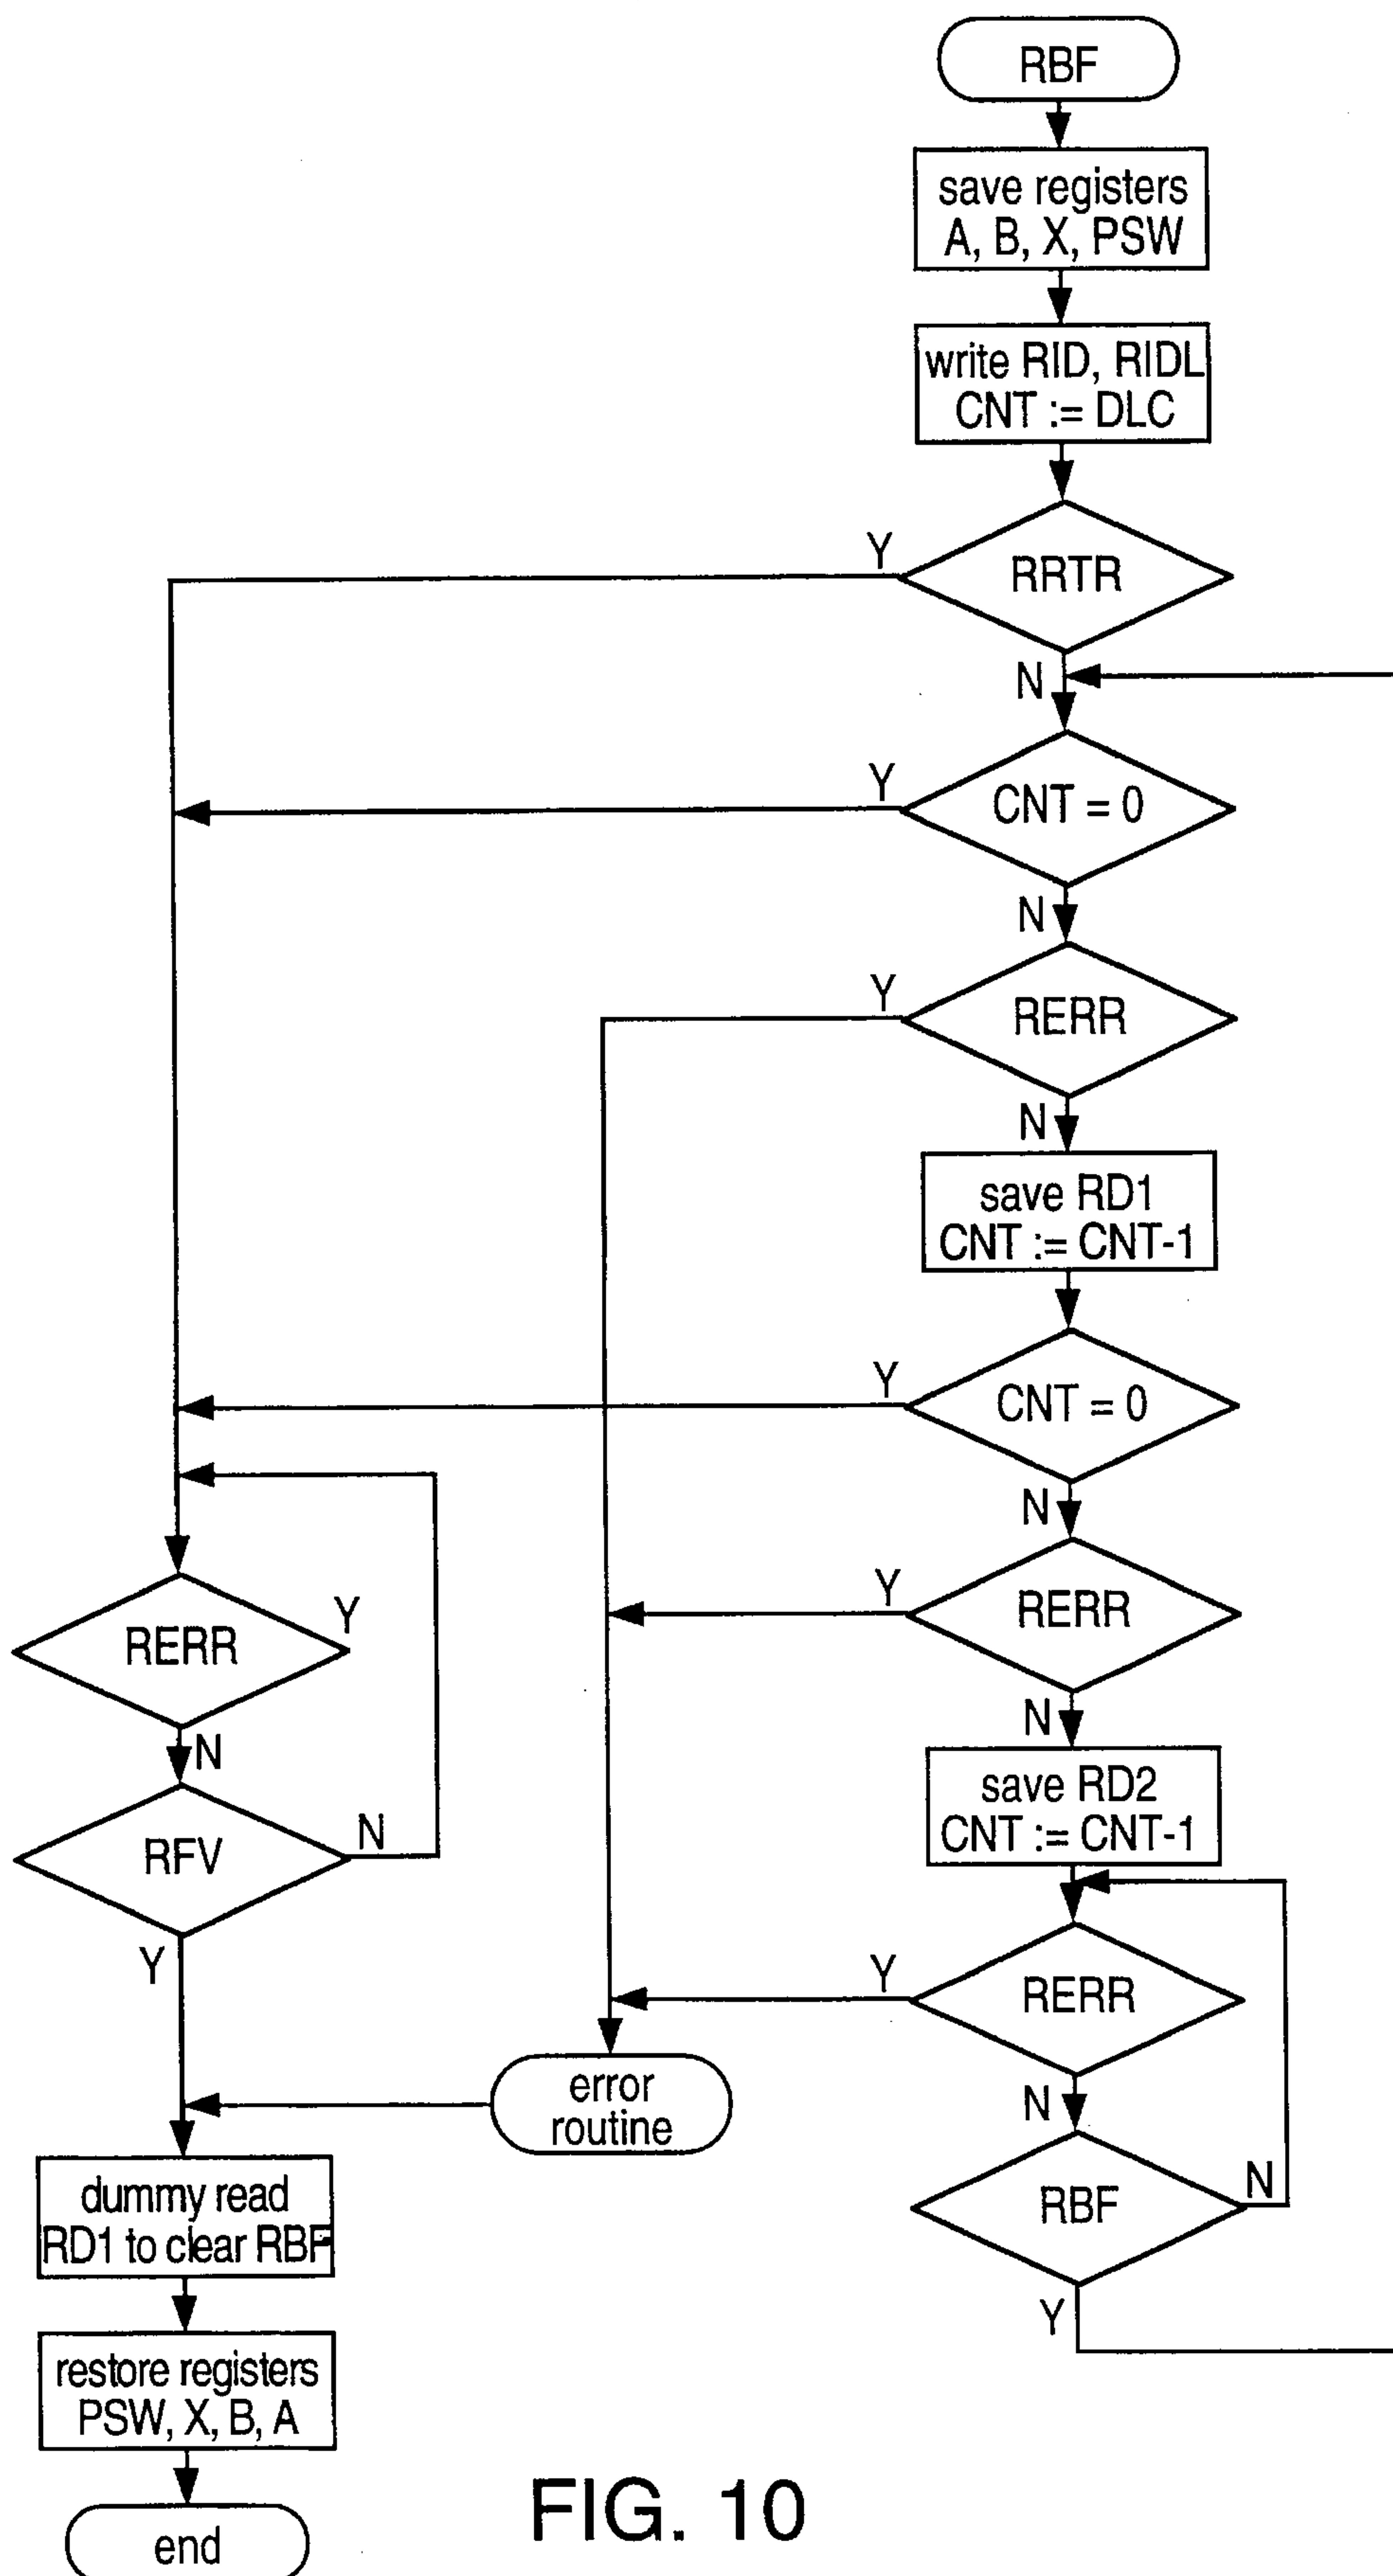 RBF
save registers
A, B, X, PSW
write RID, RIDL
CNT := DLC
Y
RRTR
N
Y
CNT = 0
N
Y
RERR
N
save RD1
CNT := CNT-1
Y
CNT = 0
N
Y
RERR
N
save RD2
CNT := CNT-1
Y
RERR
N
RBF
N
Y
RERR
Y
N
RFV
N
Y
error
routine
dummy read
RD1 to clear RBF
restore registers
PSW, X, B, A
end
FIG. 10